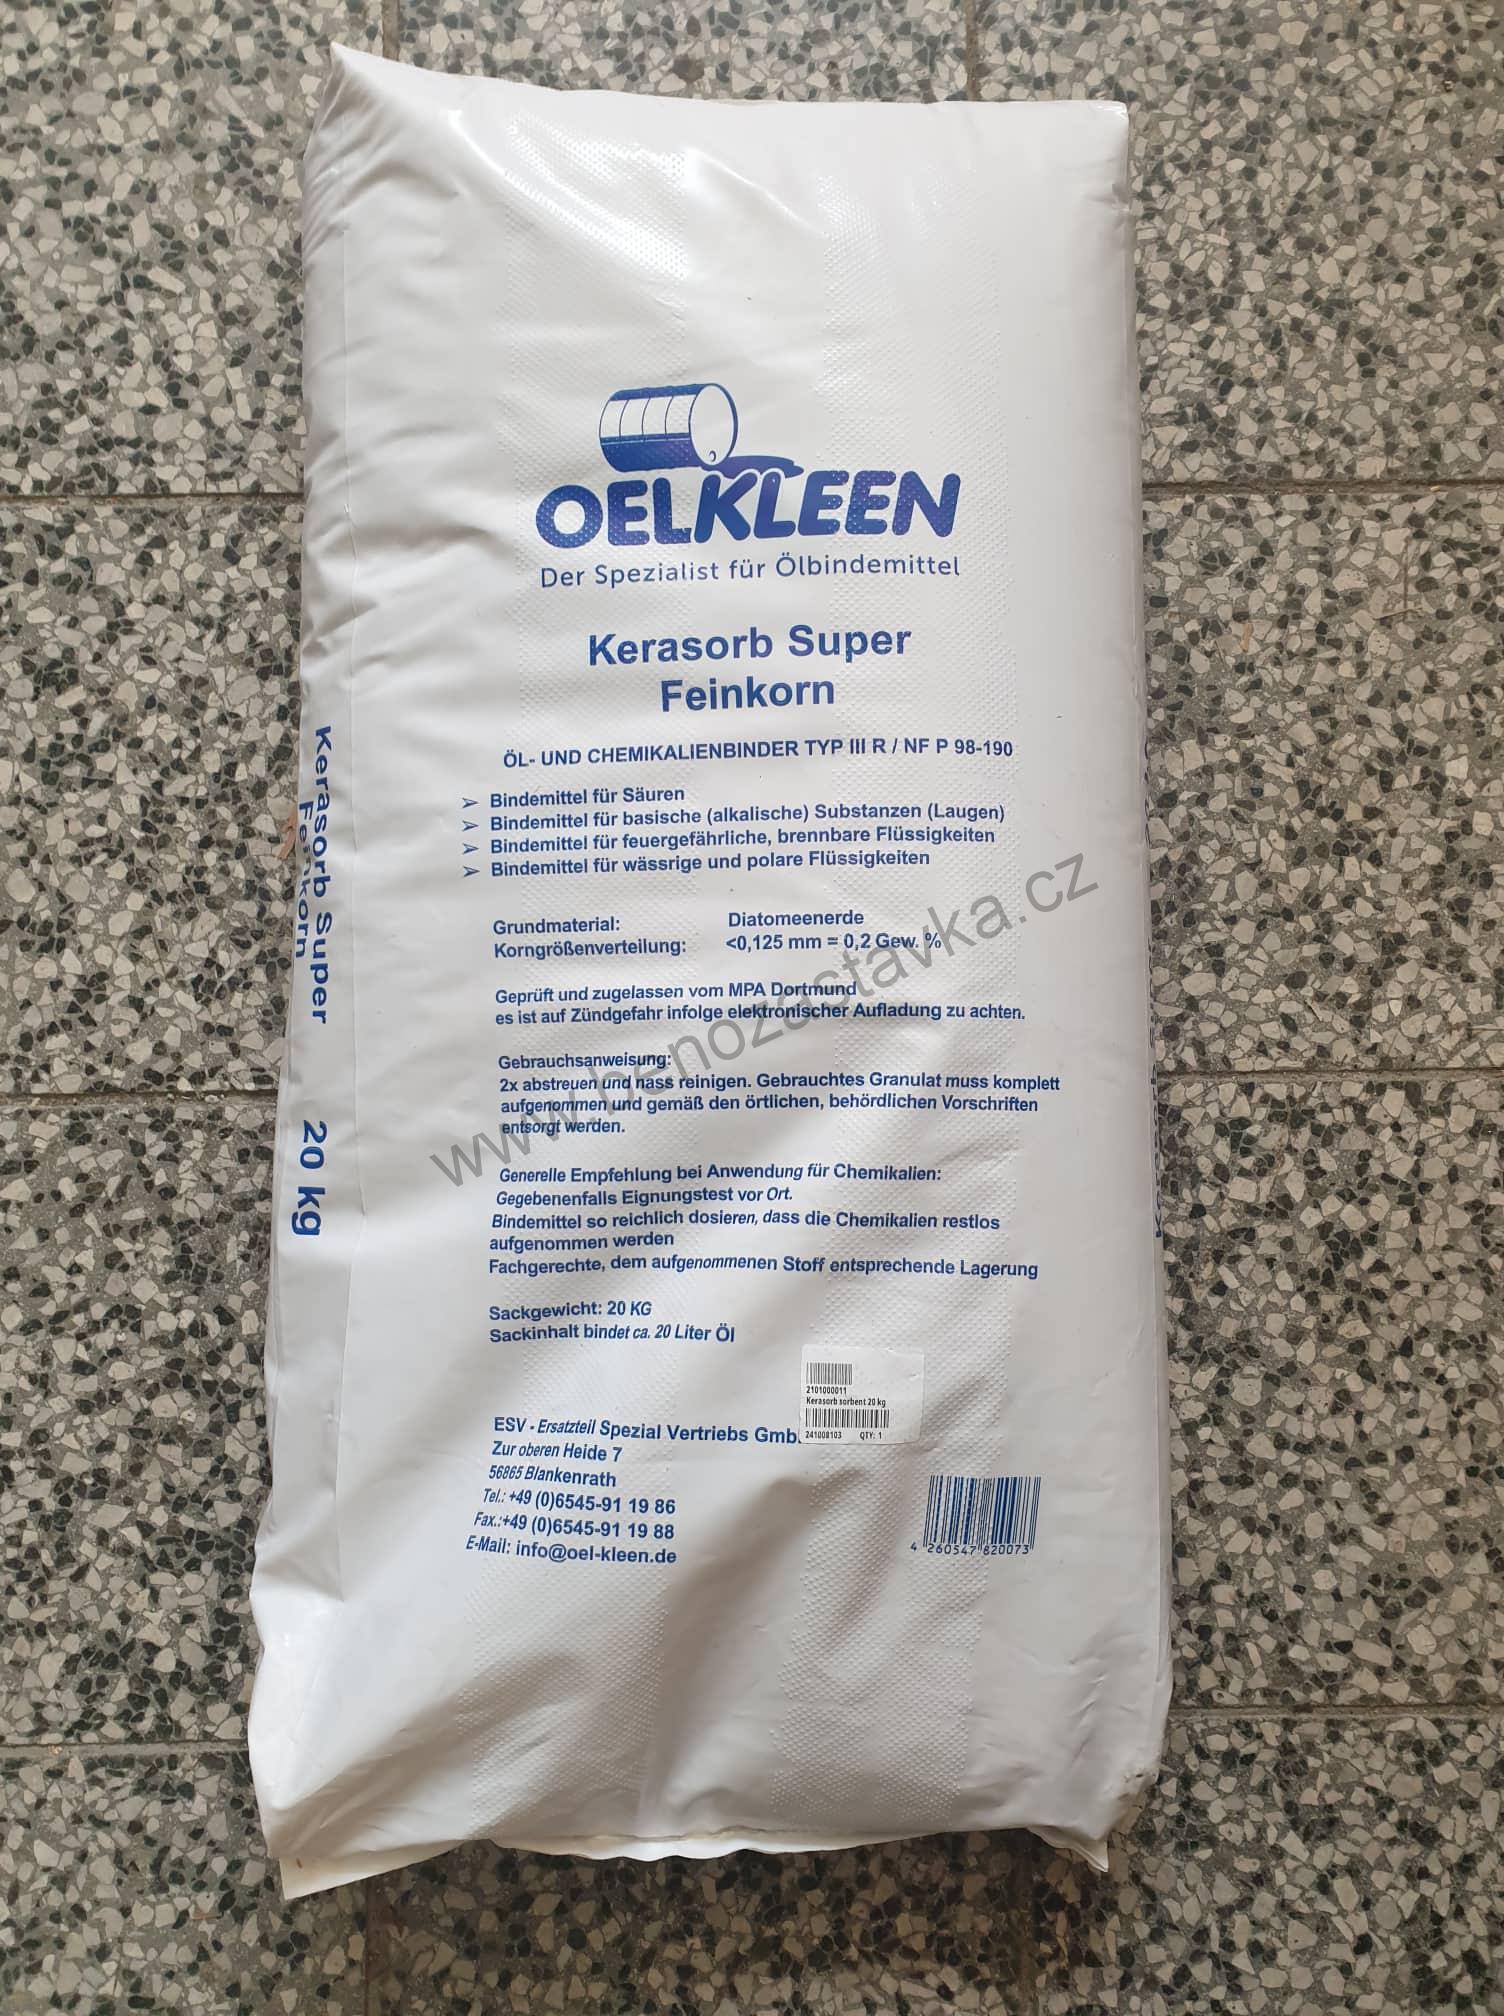 OELKLEEN
Der Spezialist für Ölbindemittel
Kerasorb Super
Feinkorn
ÖL- UND CHEMIKALIENBINDER TYP III R / NF P 98-190
➢ Bindemittel für Säuren
➢ Bindemittel für basische (alkalische) Substanzen (Laugen)
➢ Bindemittel für feuergefährliche, brennbare Flüssigkeiten
➢ Bindemittel für wässrige und polare Flüssigkeiten
Grundmaterial: Diatomeenerde
Korngrößenverteilung: <0,125 mm = 0,2 Gew. %
Geprüft und zugelassen vom MPA Dortmund
es ist auf Zündgefahr infolge elektronischer Aufladung zu achten.
Gebrauchsanweisung:
2x abstreuen und nass reinigen. Gebrauchtes Granulat muss komplett
aufgenommen und gemäß den örtlichen, behördlichen Vorschriften
entsorgt werden.
Generelle Empfehlung bei Anwendung für Chemikalien:
Gegebenenfalls Eignungstest vor Ort.
Bindemittel so reichlich dosieren, dass die Chemikalien restlos
aufgenommen werden
Fachgerechte, dem aufgenommenen Stoff entsprechende Lagerung
Sackgewicht: 20 KG
Sackinhalt bindet ca. 20 Liter Öl
2101000011
Kerasorb sorbent 20 kg
241008103 QTY: 1
ESV - Ersatzteil Spezial Vertriebs Gmb
Zur oberen Heide 7
56865 Blankenrath
Tel.: +49 (0)6545-91 19 86
Fax.:+49 (0)6545-91 19 88
E-Mail: info@oel-kleen.de
4 260547 820073
Kerasorb Super 20 kg
Feinkorn
www.benozastavka.cz